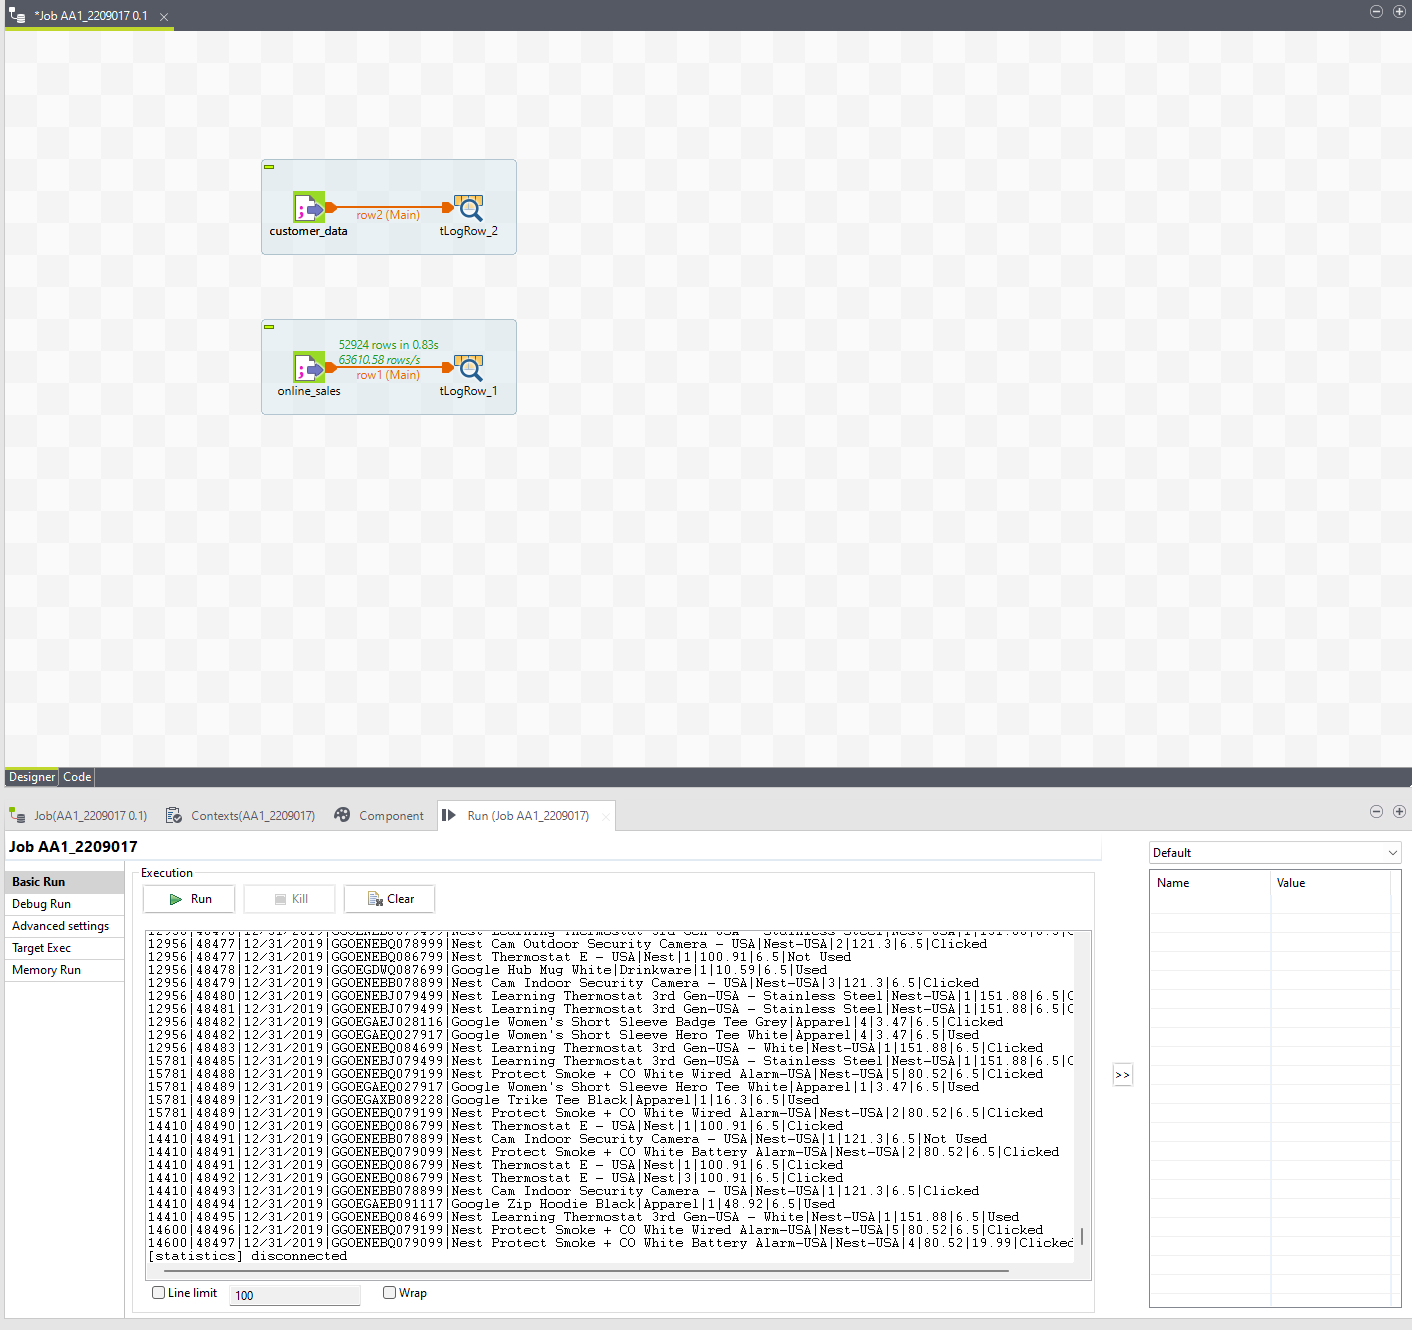 *Job AA1_2209017 0.1
row2 (Main)
customer_data
tLogRow_2
52924 rows in 0.83s
63610.58 rows/s
row1 (Main)
online_sales
tLogRow_1
Designer
Code
Job(AA1_2209017 0.1)
Contexts(AA1_2209017)
Component
Run (Job AA1_2209017)
Job AA1_2209017
Default
Basic Run
Debug Run
Advanced settings
Target Exec
Memory Run
Execution
Run
Kill
Clear
Name
Value
12956|48477|12/31/2019|GGOENEBQ078999|Nest Cam Outdoor Security Camera - USA|Nest-USA|2|121.3|6.5|Clicked
12956|48477|12/31/2019|GGOENEBQ086799|Nest Thermostat E - USA|Nest|1|100.91|6.5|Not Used
12956|48478|12/31/2019|GGOEGDWQ087699|Google Hub Mug White|Drinkware|1|10.59|6.5|Used
12956|48479|12/31/2019|GGOENEBB078899|Nest Cam Indoor Security Camera - USA|Nest-USA|3|121.3|6.5|Clicked
12956|48480|12/31/2019|GGOENEBJ079499|Nest Learning Thermostat 3rd Gen-USA - Stainless Steel|Nest-USA|1|151.88|6.5|C
12956|48481|12/31/2019|GGOENEBJ079499|Nest Learning Thermostat 3rd Gen-USA - Stainless Steel|Nest-USA|1|151.88|6.5|C
12956|48482|12/31/2019|GGOEGAEJ028116|Google Women's Short Sleeve Badge Tee Grey|Apparel|4|3.47|6.5|Clicked
12956|48482|12/31/2019|GGOEGAEQ027917|Google Women's Short Sleeve Hero Tee White|Apparel|4|3.47|6.5|Used
12956|48483|12/31/2019|GGOENEBQ084699|Nest Learning Thermostat 3rd Gen-USA - White|Nest-USA|1|151.88|6.5|Clicked
15781|48485|12/31/2019|GGOENEBJ079499|Nest Learning Thermostat 3rd Gen-USA - Stainless Steel|Nest-USA|1|151.88|6.5|C
15781|48488|12/31/2019|GGOENEBQ079199|Nest Protect Smoke + CO White Wired Alarm-USA|Nest-USA|5|80.52|6.5|Clicked
15781|48489|12/31/2019|GGOEGAEQ027917|Google Women's Short Sleeve Hero Tee White|Apparel|1|3.47|6.5|Used
15781|48489|12/31/2019|GGOEGAXB089228|Google Trike Tee Black|Apparel|1|16.3|6.5|Used
15781|48489|12/31/2019|GGOENEBQ079199|Nest Protect Smoke + CO White Wired Alarm-USA|Nest-USA|2|80.52|6.5|Clicked
14410|48490|12/31/2019|GGOENEBQ086799|Nest Thermostat E - USA|Nest|1|100.91|6.5|Clicked
14410|48491|12/31/2019|GGOENEBB078899|Nest Cam Indoor Security Camera - USA|Nest-USA|1|121.3|6.5|Not Used
14410|48491|12/31/2019|GGOENEBQ079099|Nest Protect Smoke + CO White Battery Alarm-USA|Nest-USA|2|80.52|6.5|Clicked
14410|48491|12/31/2019|GGOENEBQ086799|Nest Thermostat E - USA|Nest|1|100.91|6.5|Clicked
14410|48492|12/31/2019|GGOENEBQ086799|Nest Thermostat E - USA|Nest|3|100.91|6.5|Clicked
14410|48493|12/31/2019|GGOENEBB078899|Nest Cam Indoor Security Camera - USA|Nest-USA|1|121.3|6.5|Clicked
14410|48494|12/31/2019|GGOEGAEB091117|Google Zip Hoodie Black|Apparel|1|48.92|6.5|Used
14410|48495|12/31/2019|GGOENEBQ084699|Nest Learning Thermostat 3rd Gen-USA - White|Nest-USA|1|151.88|6.5|Used
14600|48496|12/31/2019|GGOENEBQ079199|Nest Protect Smoke + CO White Wired Alarm-USA|Nest-USA|5|80.52|6.5|Clicked
14600|48497|12/31/2019|GGOENEBQ079099|Nest Protect Smoke + CO White Battery Alarm-USA|Nest-USA|4|80.52|19.99|Clicked
[statistics] disconnected
>>
Line limit
100
Wrap